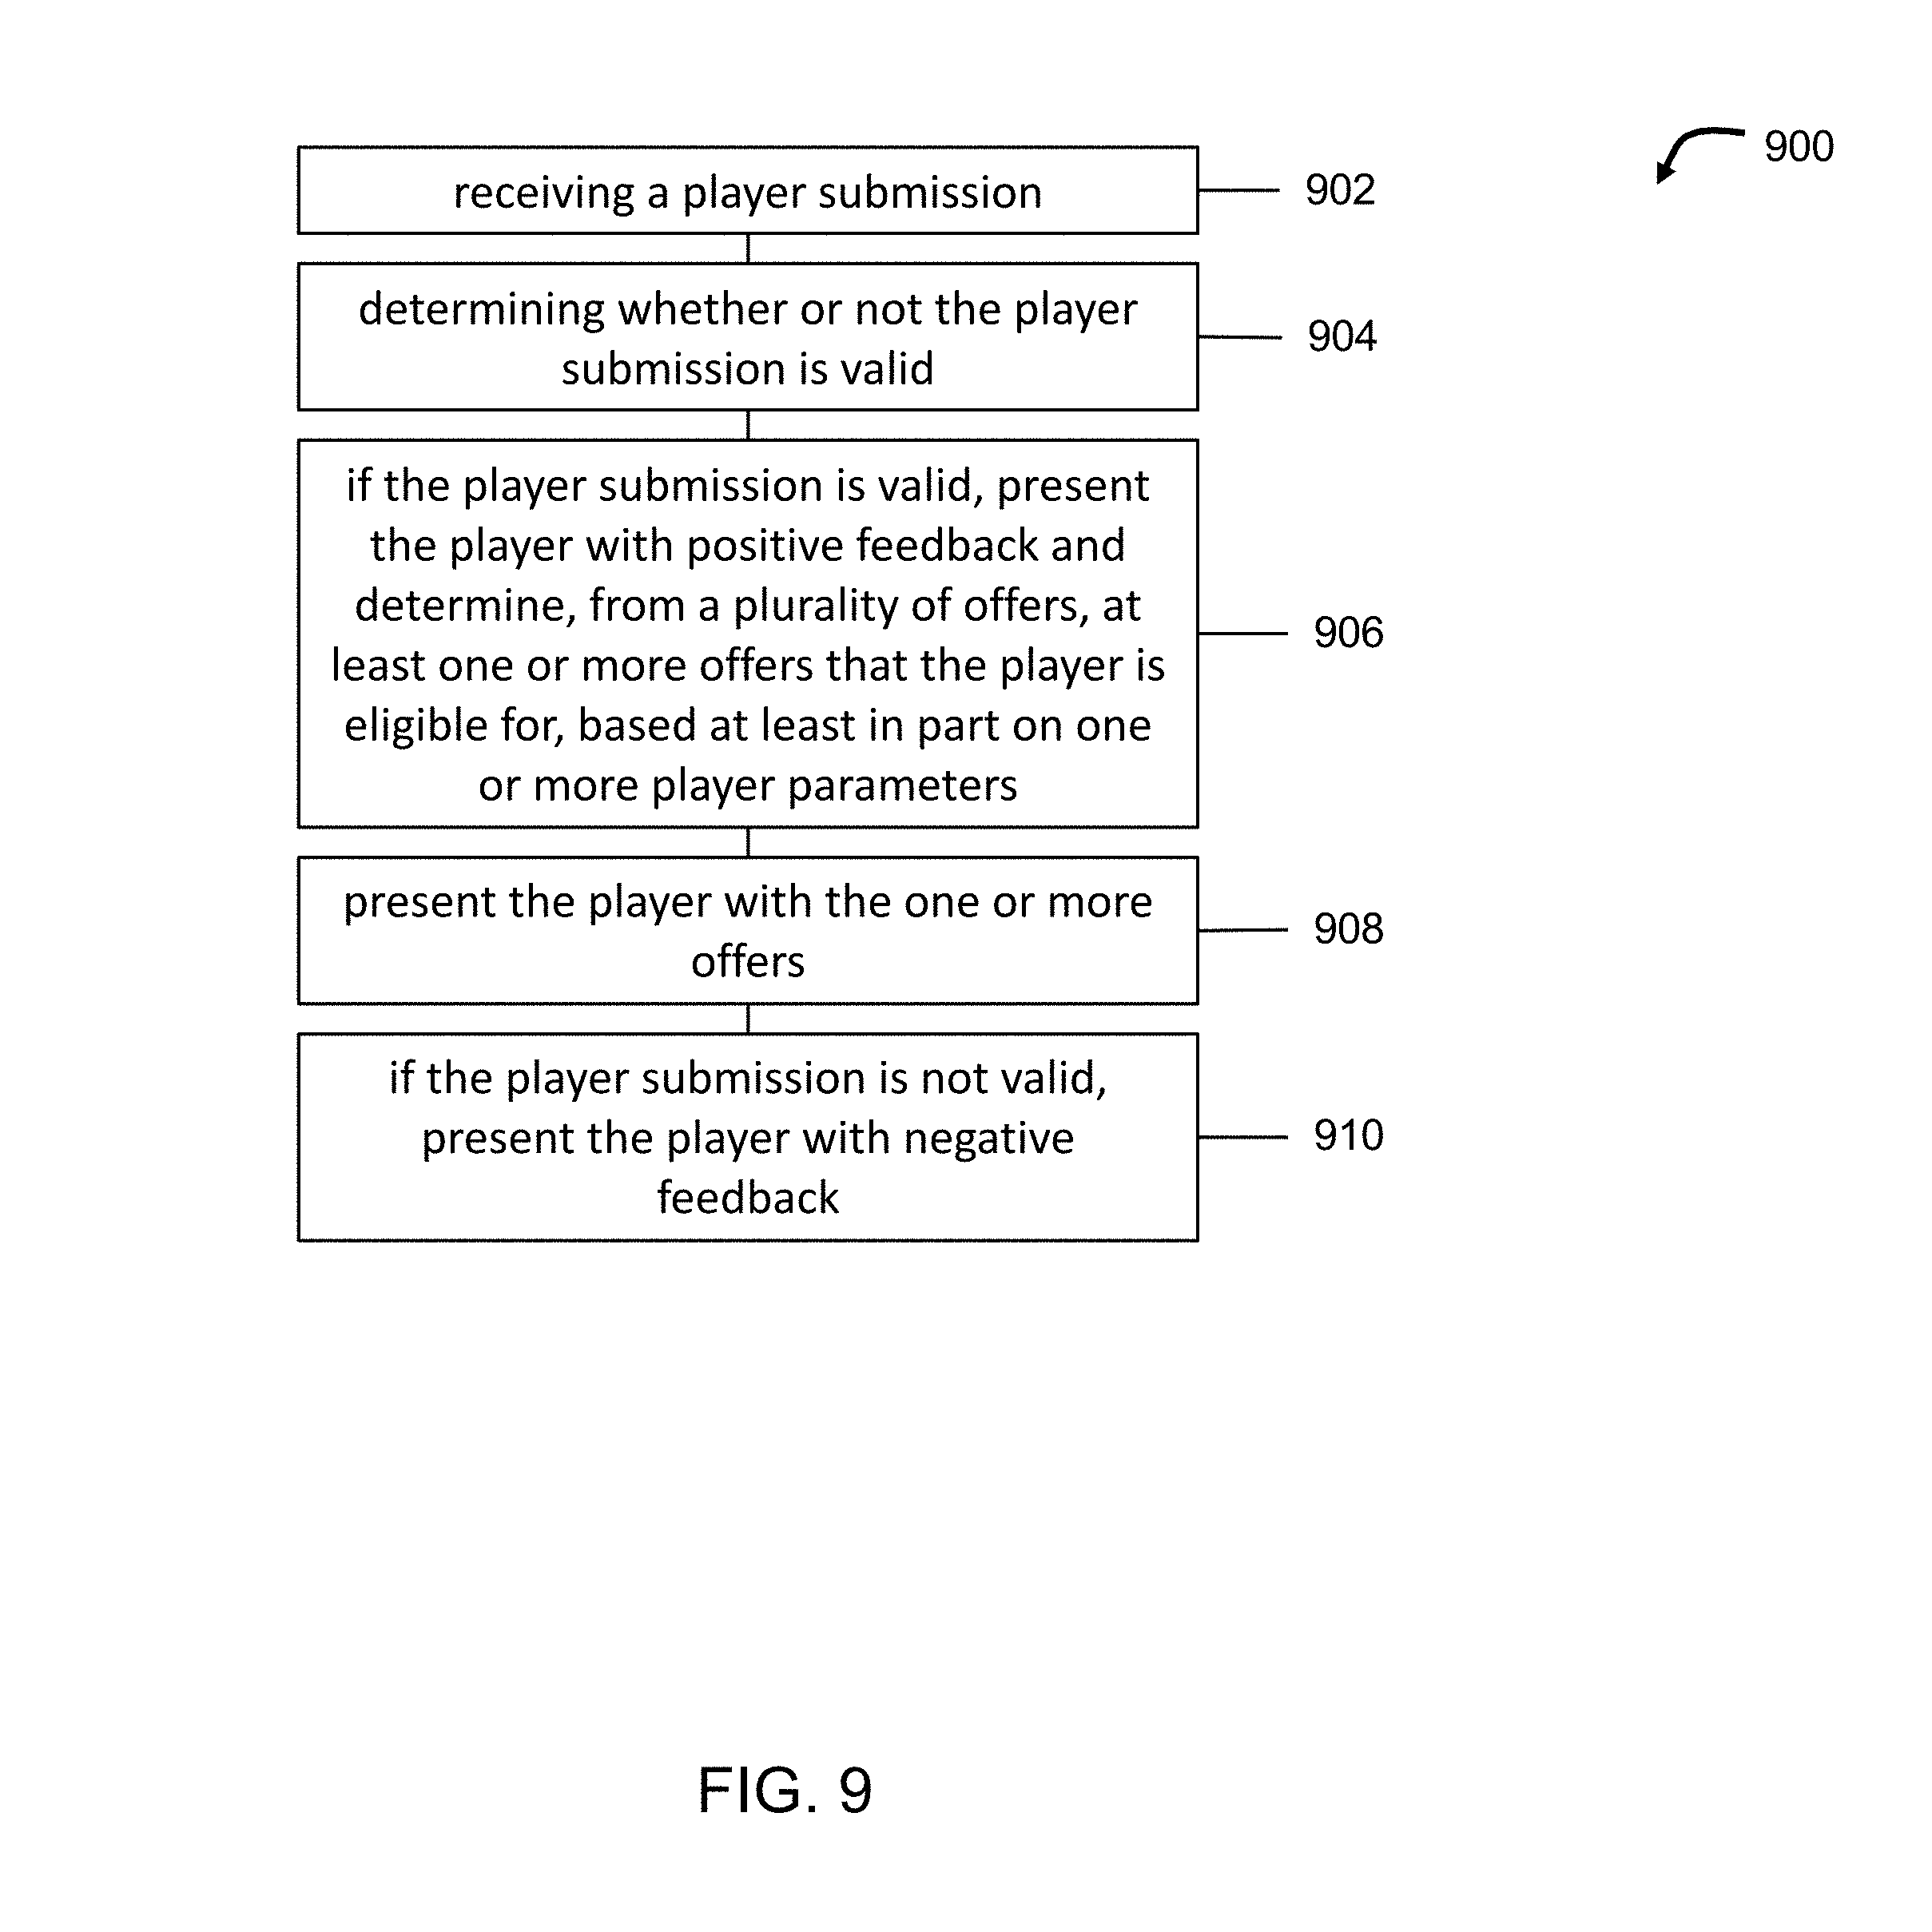 900
receiving a player submission
902
determining whether or not the player
submission is valid
904
if the player submission is valid, present
the player with positive feedback and
determine, from a plurality of offers, at
least one or more offers that the player is
eligible for, based at least in part on one
or more player parameters
906
present the player with the one or more
offers
908
if the player submission is not valid,
present the player with negative
feedback
910
FIG. 9